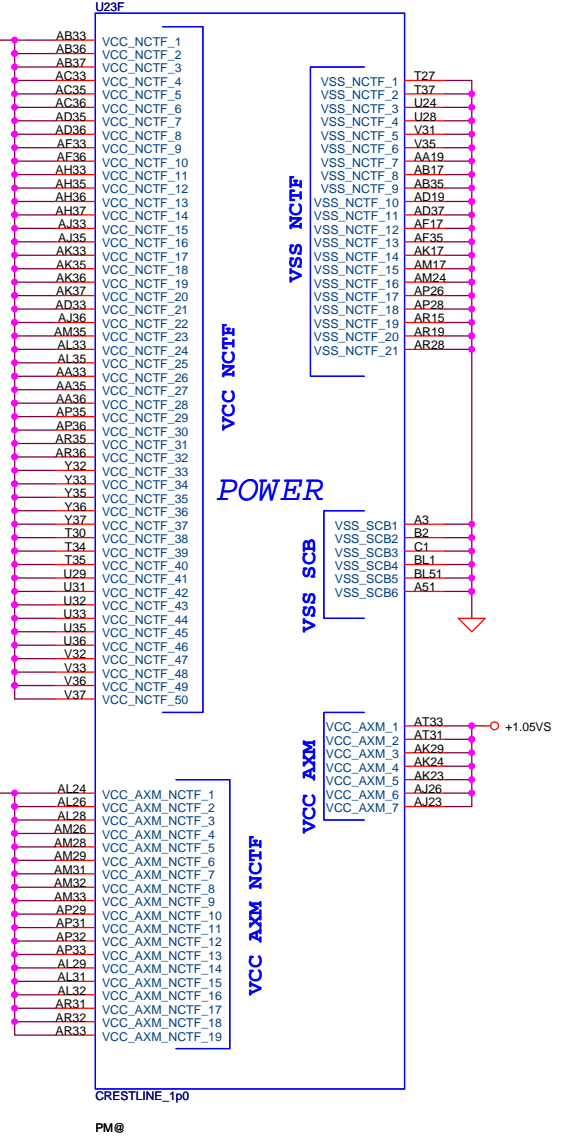 U23F
AB33 VCC_NCTF_1
AB36 VCC_NCTF_2
AB37 VCC_NCTF_3
AC33 VCC_NCTF_4
AC35 VCC_NCTF_5
AC36 VCC_NCTF_6
AD35 VCC_NCTF_7
AD36 VCC_NCTF_8
AF33 VCC_NCTF_9
AF36 VCC_NCTF_10
AH33 VCC_NCTF_11
AH35 VCC_NCTF_12
AH36 VCC_NCTF_13
AH37 VCC_NCTF_14
AJ33 VCC_NCTF_15
AJ35 VCC_NCTF_16
AK33 VCC_NCTF_17
AK35 VCC_NCTF_18
AK36 VCC_NCTF_19
AK37 VCC_NCTF_20
AD33 VCC_NCTF_21
AJ36 VCC_NCTF_22
AM35 VCC_NCTF_23
AL33 VCC_NCTF_24
AL35 VCC_NCTF_25
AA33 VCC_NCTF_26
AA35 VCC_NCTF_27
AA36 VCC_NCTF_28
AP35 VCC_NCTF_29
AP36 VCC_NCTF_30
AR35 VCC_NCTF_31
AR36 VCC_NCTF_32
Y32 VCC_NCTF_33
Y33 VCC_NCTF_34
Y35 VCC_NCTF_35
Y36 VCC_NCTF_36
Y37 VCC_NCTF_37
T30 VCC_NCTF_38
T34 VCC_NCTF_39
T35 VCC_NCTF_40
U29 VCC_NCTF_41
U31 VCC_NCTF_42
U32 VCC_NCTF_43
U33 VCC_NCTF_44
U35 VCC_NCTF_45
U36 VCC_NCTF_46
V32 VCC_NCTF_47
V33 VCC_NCTF_48
V36 VCC_NCTF_49
V37 VCC_NCTF_50
VCC NCTF
AL24 VCC_AXM_NCTF_1
AL26 VCC_AXM_NCTF_2
AL28 VCC_AXM_NCTF_3
AM26 VCC_AXM_NCTF_4
AM28 VCC_AXM_NCTF_5
AM29 VCC_AXM_NCTF_6
AM31 VCC_AXM_NCTF_7
AM32 VCC_AXM_NCTF_8
AM33 VCC_AXM_NCTF_9
AP29 VCC_AXM_NCTF_10
AP31 VCC_AXM_NCTF_11
AP32 VCC_AXM_NCTF_12
AP33 VCC_AXM_NCTF_13
AL29 VCC_AXM_NCTF_14
AL31 VCC_AXM_NCTF_15
AL32 VCC_AXM_NCTF_16
AR31 VCC_AXM_NCTF_17
AR32 VCC_AXM_NCTF_18
AR33 VCC_AXM_NCTF_19
VCC AXM NCTF
POWER
VSS NCTF
VSS_NCTF_1 T27
VSS_NCTF_2 T37
VSS_NCTF_3 U24
VSS_NCTF_4 U28
VSS_NCTF_5 V31
VSS_NCTF_6 V35
VSS_NCTF_7 AA19
VSS_NCTF_8 AB17
VSS_NCTF_9 AB35
VSS_NCTF_10 AD19
VSS_NCTF_11 AD37
VSS_NCTF_12 AF17
VSS_NCTF_13 AF35
VSS_NCTF_14 AK17
VSS_NCTF_15 AM17
VSS_NCTF_16 AM24
VSS_NCTF_17 AP26
VSS_NCTF_18 AP28
VSS_NCTF_19 AR15
VSS_NCTF_20 AR19
VSS_NCTF_21 AR28
VSS SCB
VSS_SCB1 A3
VSS_SCB2 B2
VSS_SCB3 C1
VSS_SCB4 BL1
VSS_SCB5 BL51
VSS_SCB6 A51
VCC AXM
VCC_AXM_1 AT33
VCC_AXM_2 AT31
VCC_AXM_3 AK29
VCC_AXM_4 AK24
VCC_AXM_5 AK23
VCC_AXM_6 AJ26
VCC_AXM_7 AJ23
+1.05VS
CRESTLINE_1p0
PM@